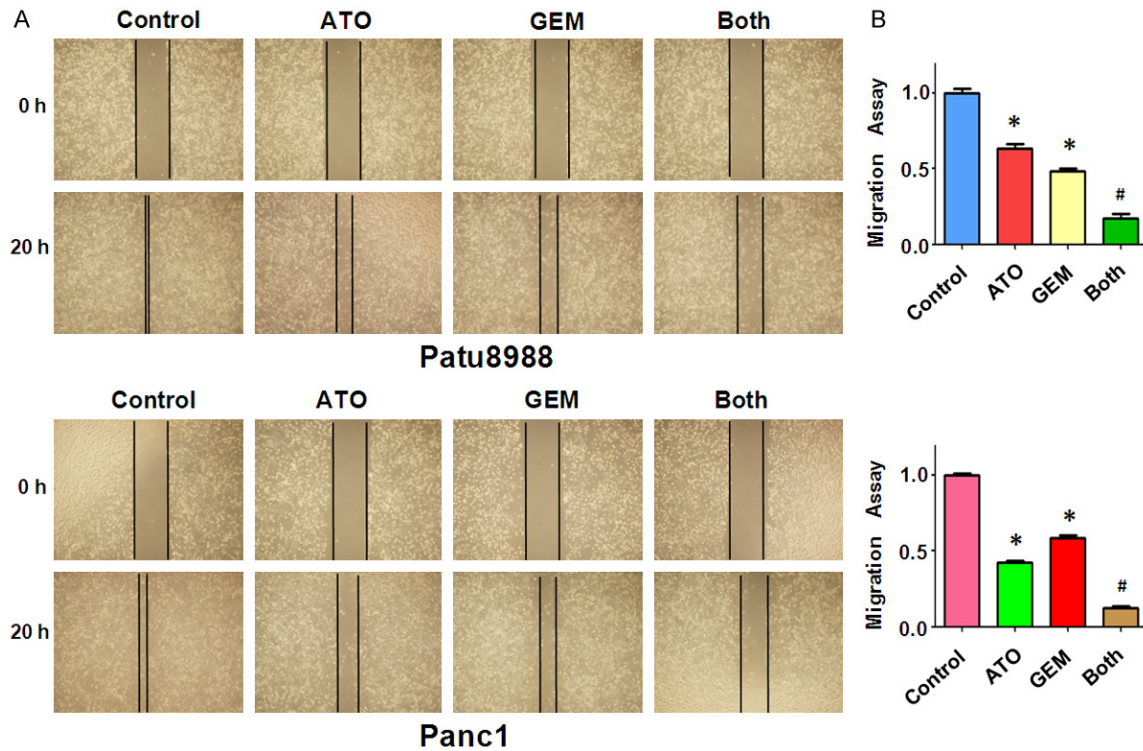 A
Control ATO GEM Both
0 h
20 h
Patu8988
Control ATO GEM Both
0 h
20 h
Panc1
B
Migration Assay
1.0
0.5
0.0
* * #
Control ATO GEM Both
Migration Assay
1.0
0.5
0.0
* * #
Control ATO GEM Both